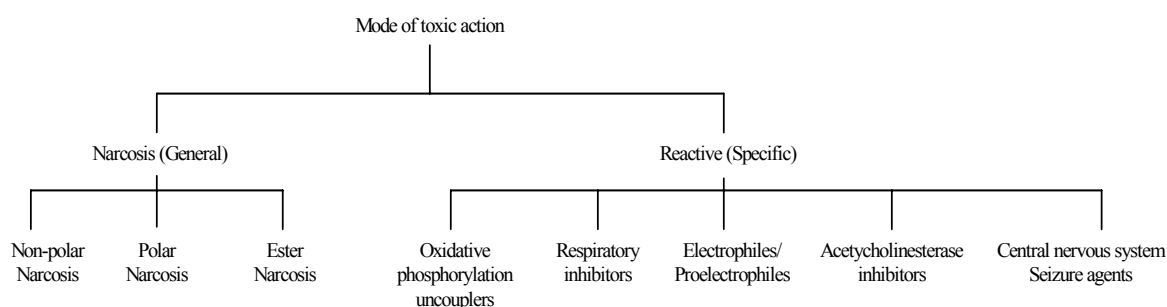 Mode of toxic action
Narcosis (General)
Reactive (Specific)
Non-polar
Narcosis
Polar
Narcosis
Ester
Narcosis
Oxidative
phosphorylation
uncouplers
Respiratory
inhibitors
Electrophiles/
Proelectrophiles
Acetycholinesterase
inhibitors
Central nervous system
Seizure agents